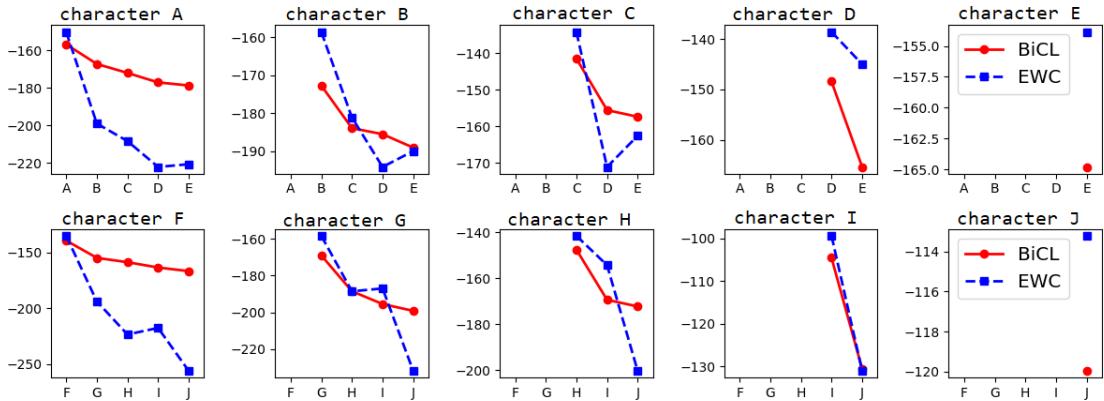 character A
−160
−180
−200
−220
A B C D E
character B
−160
−170
−180
−190
A B C D E
character C
−140
−150
−160
−170
A B C D E
character D
−140
−150
−160
A B C D E
character E
−155.0
−157.5
−160.0
−162.5
−165.0
BiCL
EWC
A B C D E
character F
−150
−200
−250
F G H I J
character G
−160
−180
−200
−220
F G H I J
character H
−140
−160
−180
−200
F G H I J
character I
−100
−110
−120
−130
F G H I J
character J
−114
−116
−118
−120
BiCL
EWC
F G H I J